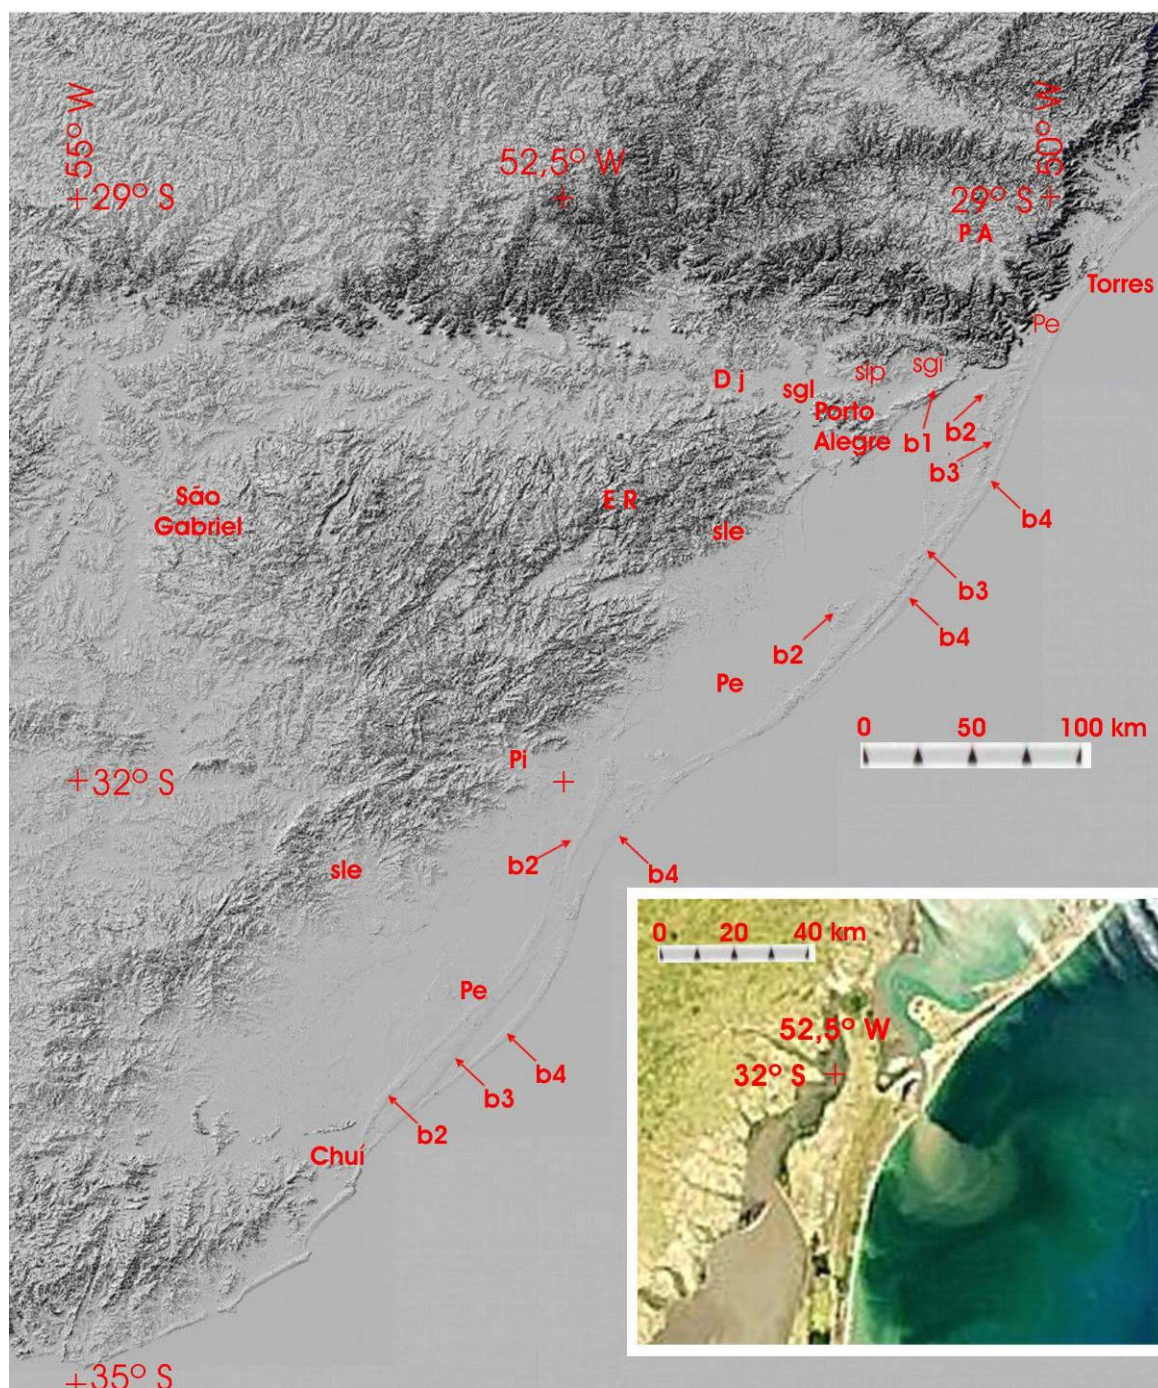 55° W
52,5° W
50° W
29° S
29° S
P A
Torres
Pe
slp
sgi
D j
sgl
Porto
Alegre
b1
b2
b3
b4
São
Gabriel
E R
sle
b3
b4
b2
Pe
0 50 100 km
Pi
32° S
b2
b4
sle
0 20 40 km
52,5° W
32° S
Pe
b4
b3
b2
Chuí
35° S